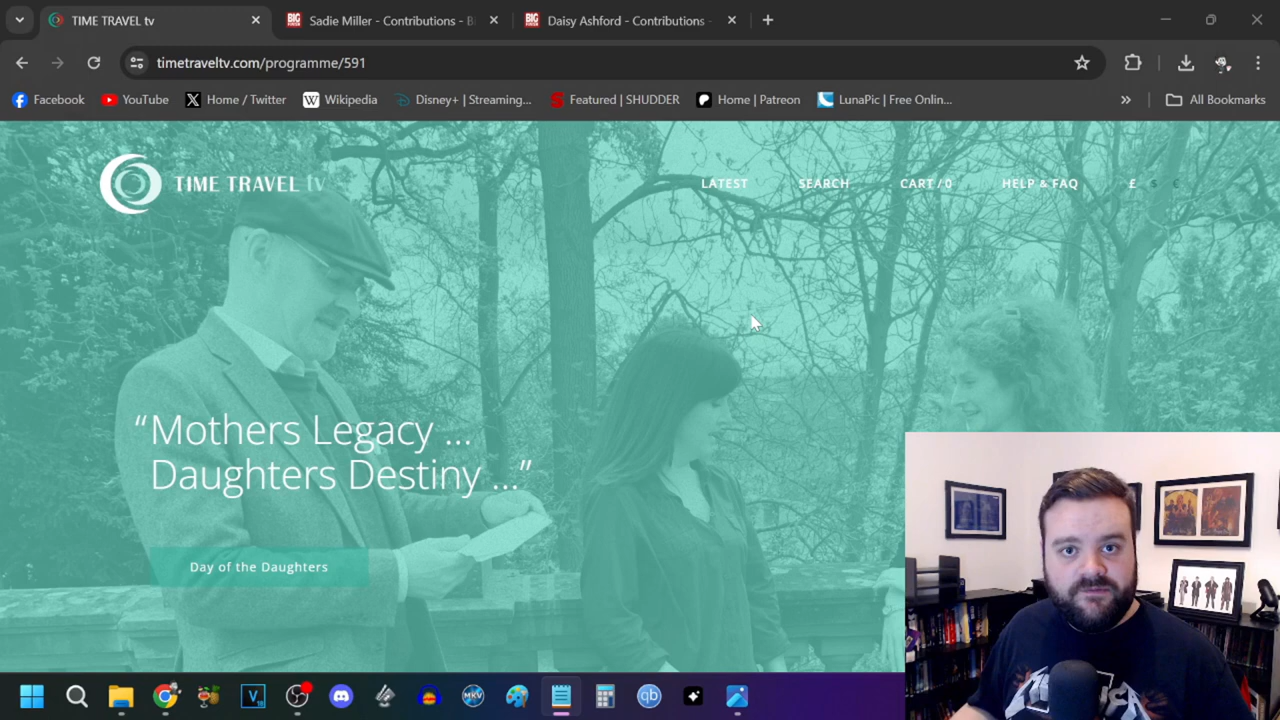 TIME TRAVEL tv
Sadie Miller - Contributions - B
Daisy Ashford - Contributions -
timetraveltv.com/programme/591
Facebook
YouTube
Home / Twitter
Wikipedia
Disney+ | Streaming...
Featured | SHUDDER
Home | Patreon
LunaPic | Free Onlin...
All Bookmarks
TIME TRAVEL tv
LATEST
SEARCH
CART / 0
HELP & FAQ
£ $ €
“Mothers Legacy ...
Daughters Destiny ...”
Day of the Daughters